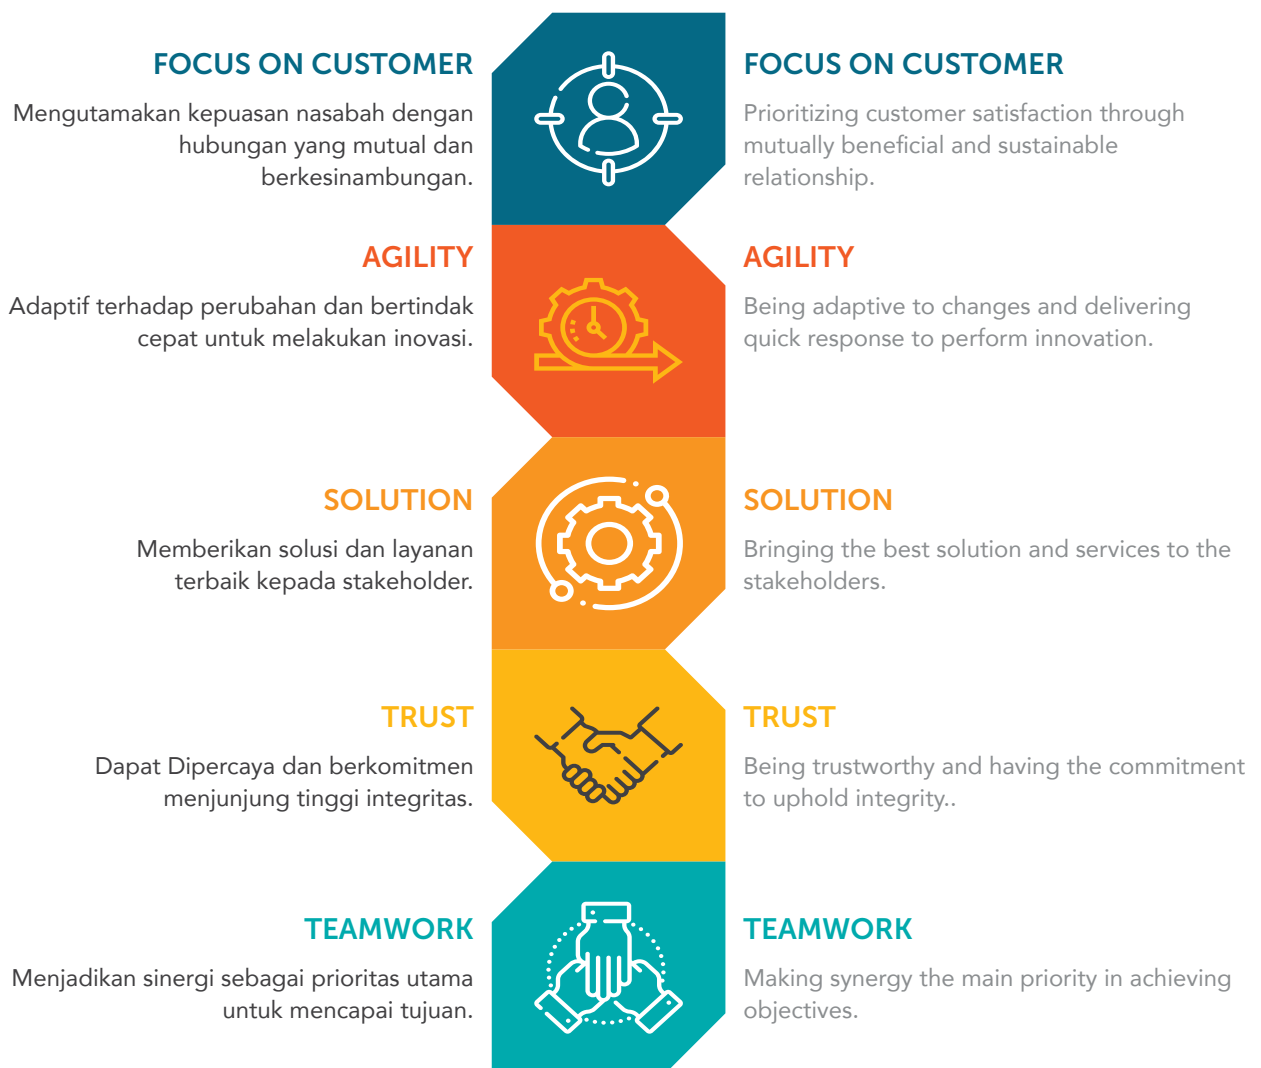 FOCUS ON CUSTOMER
Mengutamakan kepuasan nasabah dengan
hubungan yang mutual dan
berkesinambungan.
FOCUS ON CUSTOMER
Prioritizing customer satisfaction through
mutually beneficial and sustainable
relationship.
AGILITY
Adaptif terhadap perubahan dan bertindak
cepat untuk melakukan inovasi.
AGILITY
Being adaptive to changes and delivering
quick response to perform innovation.
SOLUTION
Memberikan solusi dan layanan
terbaik kepada stakeholder.
SOLUTION
Bringing the best solution and services to the
stakeholders.
TRUST
Dapat Dipercaya dan berkomitmen
menjunjung tinggi integritas.
TRUST
Being trustworthy and having the commitment
to uphold integrity..
TEAMWORK
Menjadikan sinergi sebagai prioritas utama
untuk mencapai tujuan.
TEAMWORK
Making synergy the main priority in achieving
objectives.